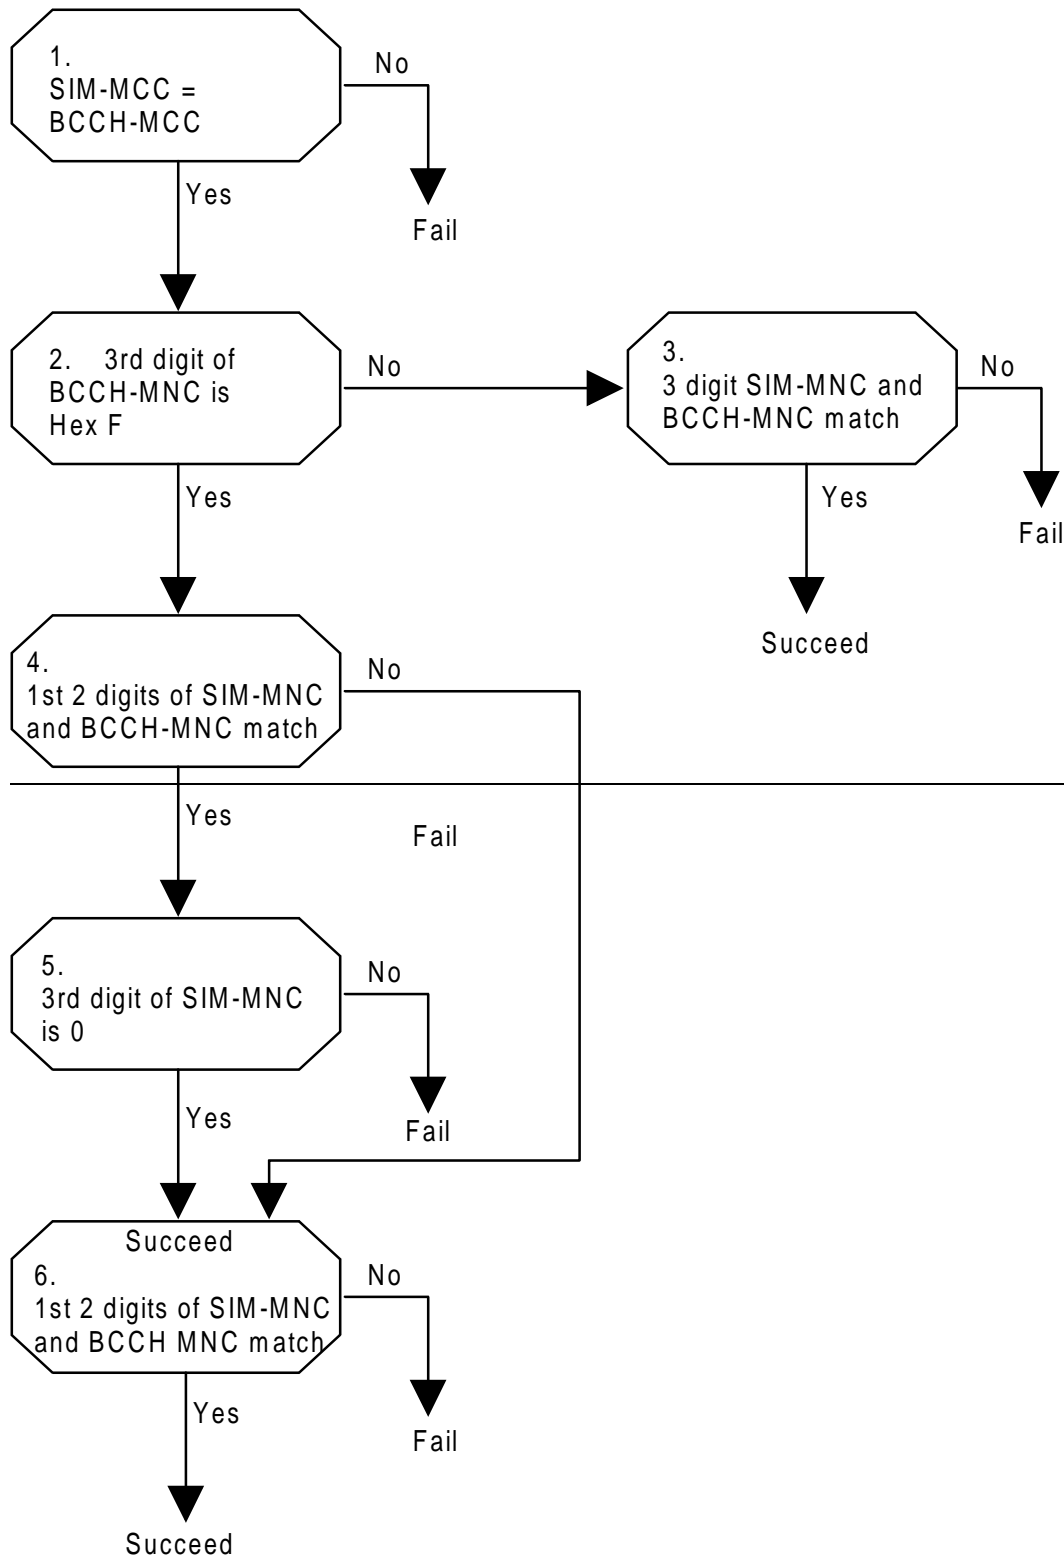 1.
SIM-MCC =
BCCH-MCC
No
Yes
Fail
2. 3rd digit of
BCCH-MNC is
Hex F
No
3.
3 digit SIM-MNC and
BCCH-MNC match
No
Yes
Yes
Fail
Succeed
4.
1st 2 digits of SIM-MNC
and BCCH-MNC match
No
Yes
Fail
5.
3rd digit of SIM-MNC
is 0
No
Yes
Fail
Succeed
6.
1st 2 digits of SIM-MNC
and BCCH MNC match
No
Yes
Fail
Succeed